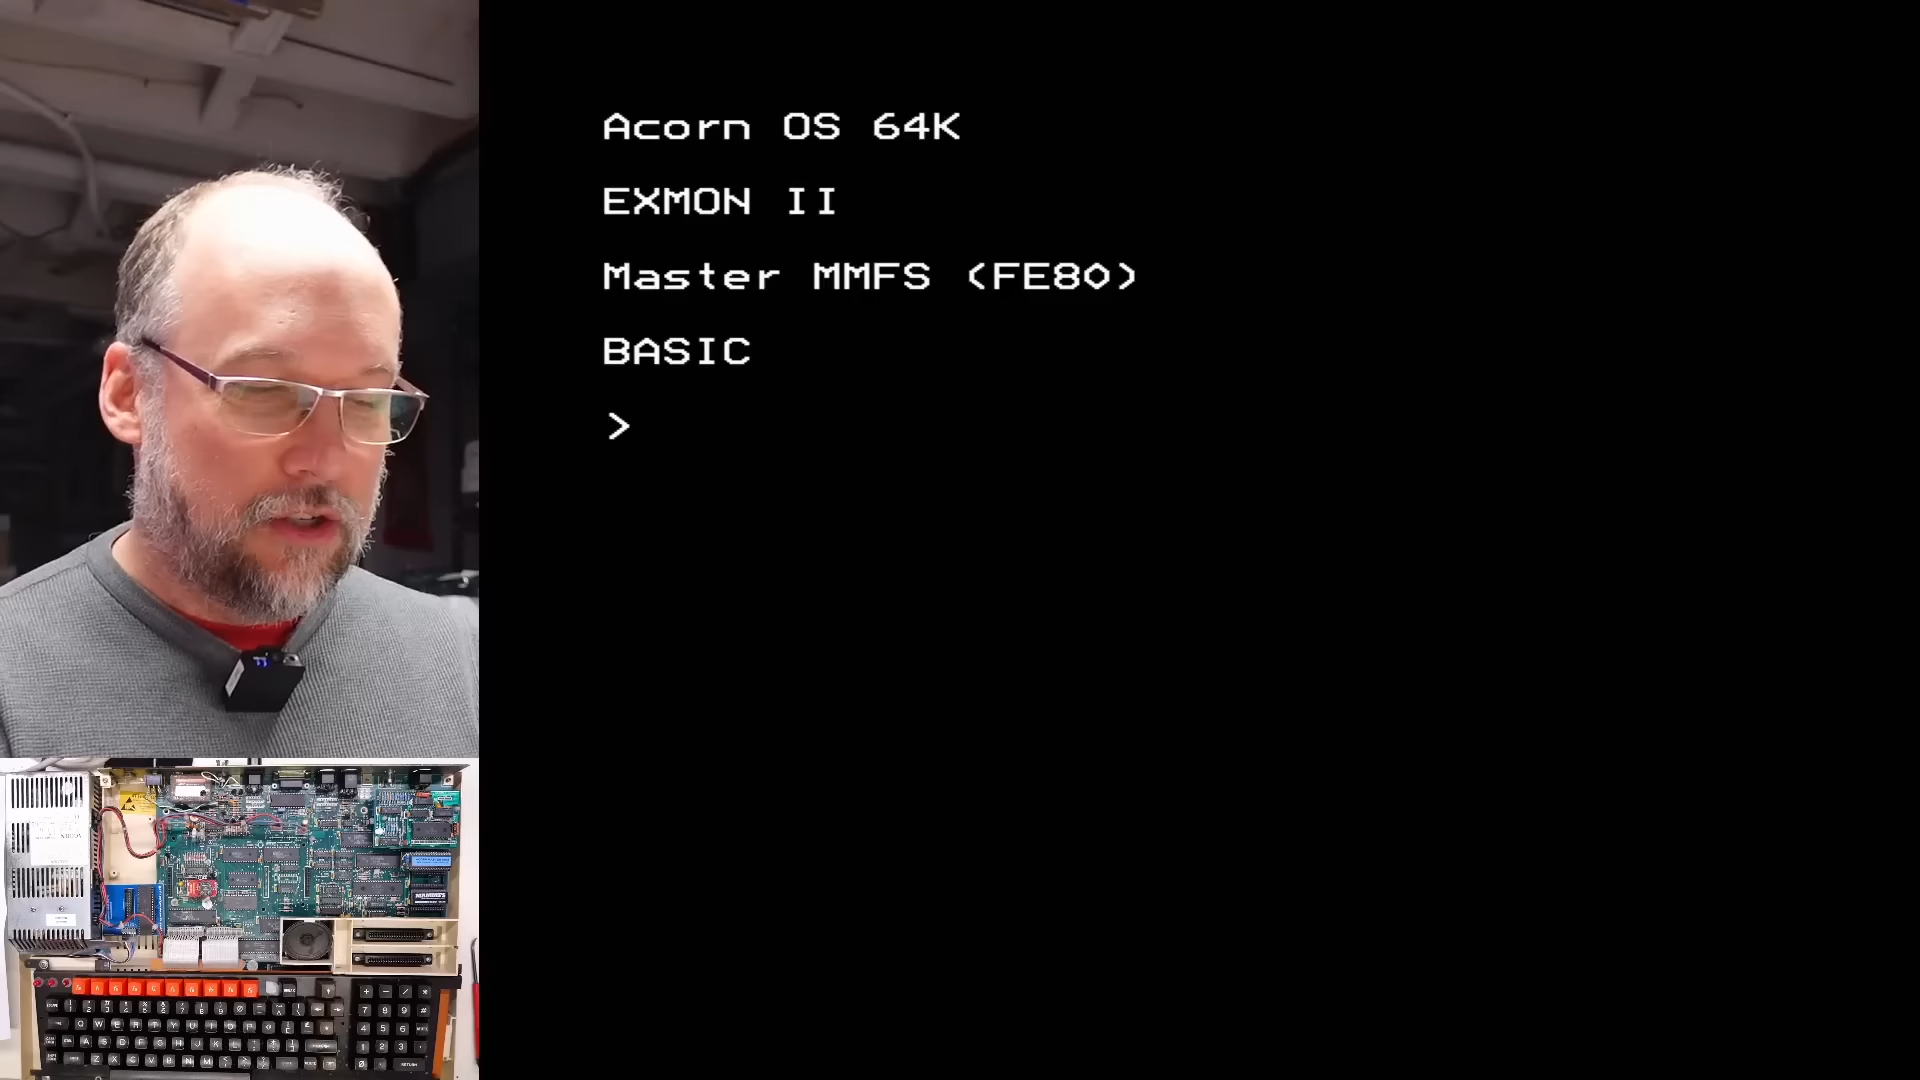 Acorn OS 64K
EXMON II
Master MMFS (FE80)
BASIC
>